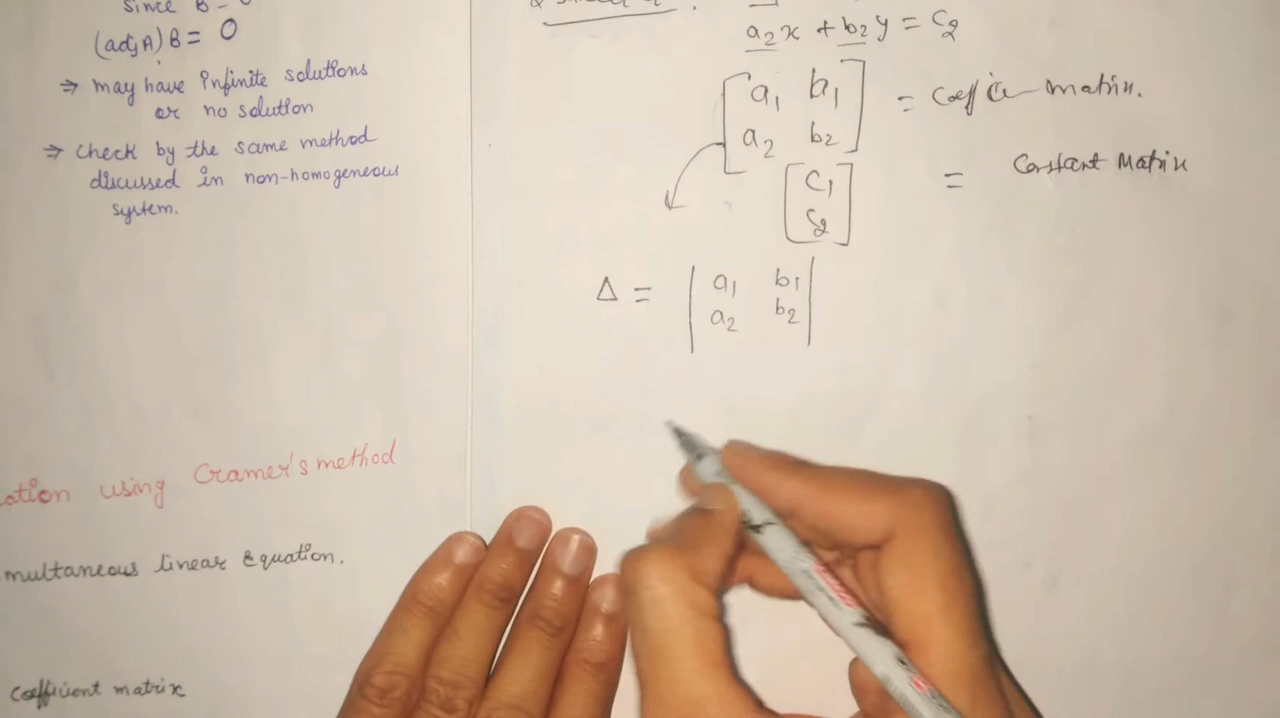 since B = 0
(adj A) B = 0
⇒ may have infinite solutions
or no solution
⇒ check by the same method
discussed in non-homogeneous
system.
ation using Cramer's method
multaneous linear Equation.
coefficient matrix
a₂x + b₂y = c₂
[a₁ b₁
a₂ b₂] = matrix.
[c₁
c₂] = Constant Matrix
Δ = |a₁ b₁
a₂ b₂|